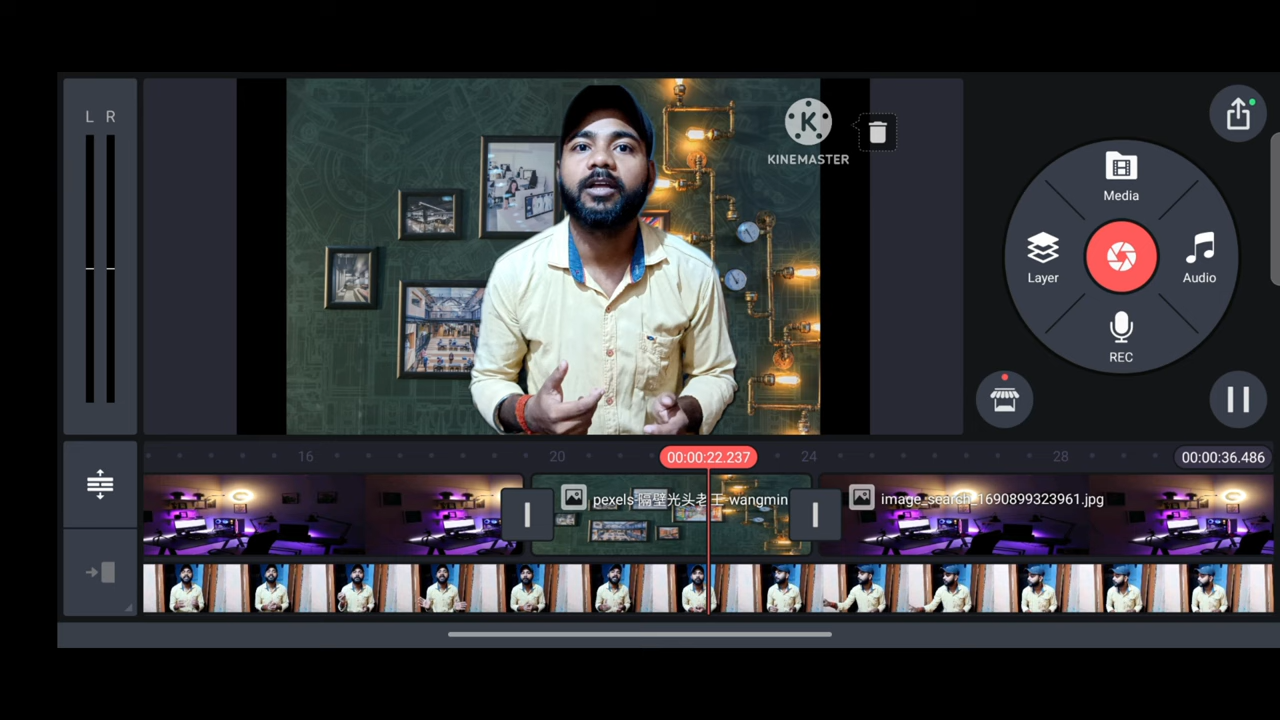 L R
K
KINEMASTER
Media
Layer
Audio
REC
16
20
00:00:22.237
24
28
00:00:36.486
pexels-隔壁光头老王-wangmin
image_search_1690899323961.jpg